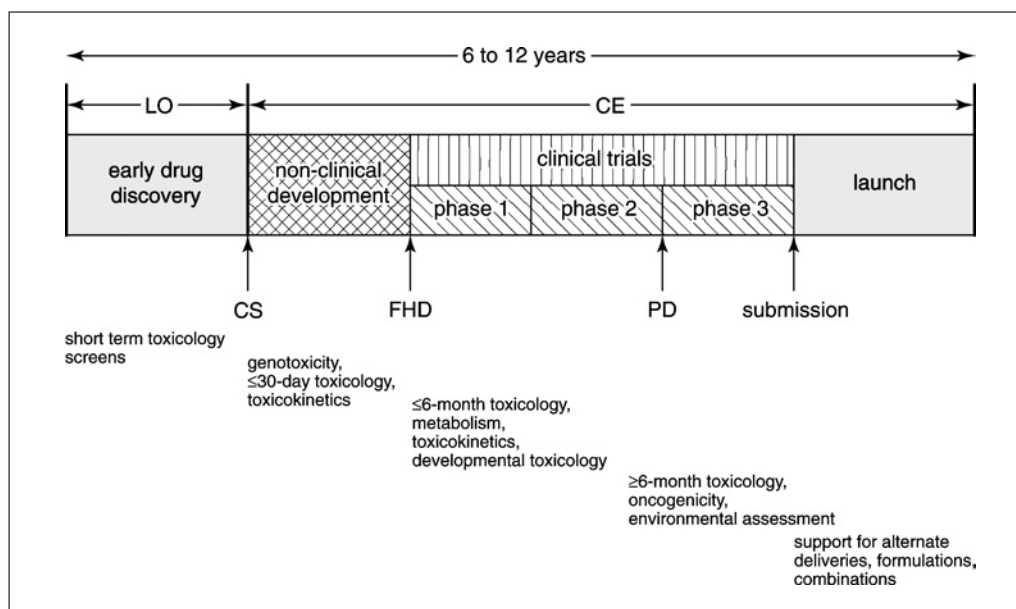 6 to 12 years
LO
CE
early drug
discovery
non-clinical
development
clinical trials
phase 1
phase 2
phase 3
launch
CS
FHD
PD
submission
short term toxicology
screens
genotoxicity,
≤30-day toxicology,
toxicokinetics
≤6-month toxicology,
metabolism,
toxicokinetics,
developmental toxicology
≥6-month toxicology,
oncogenicity,
environmental assessment
support for alternate
deliveries, formulations,
combinations